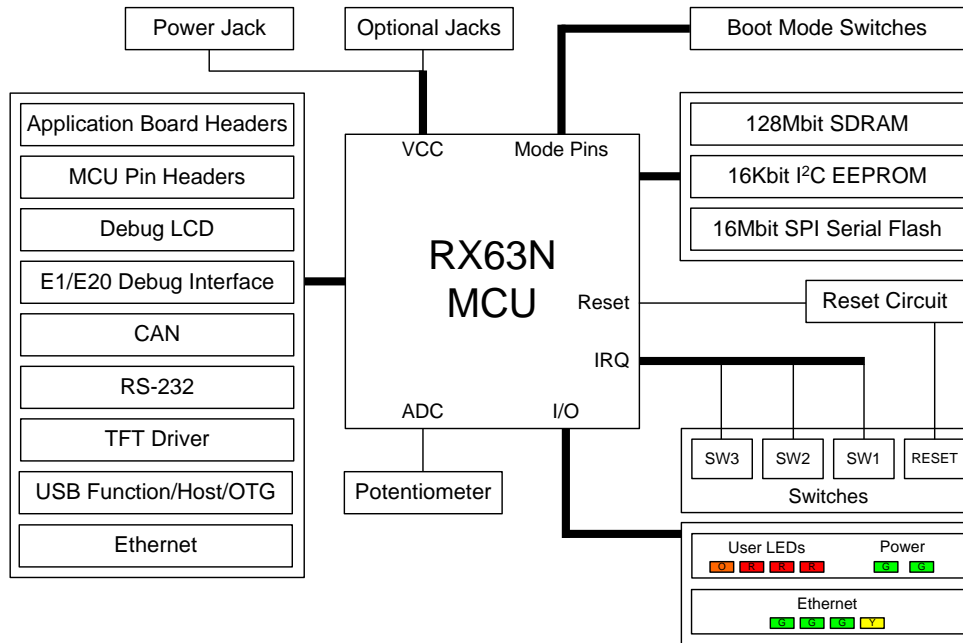 Power Jack
Optional Jacks
Boot Mode Switches
Application Board Headers
MCU Pin Headers
Debug LCD
E1/E20 Debug Interface
CAN
RS-232
TFT Driver
USB Function/Host/OTG
Ethernet
VCC
Mode Pins
RX63N
MCU
Reset
IRQ
ADC
I/O
128Mbit SDRAM
16Kbit I²C EEPROM
16Mbit SPI Serial Flash
Reset Circuit
Potentiometer
SW3
SW2
SW1
RESET
Switches
User LEDs
Power
O R R R
G G
Ethernet
G G G Y